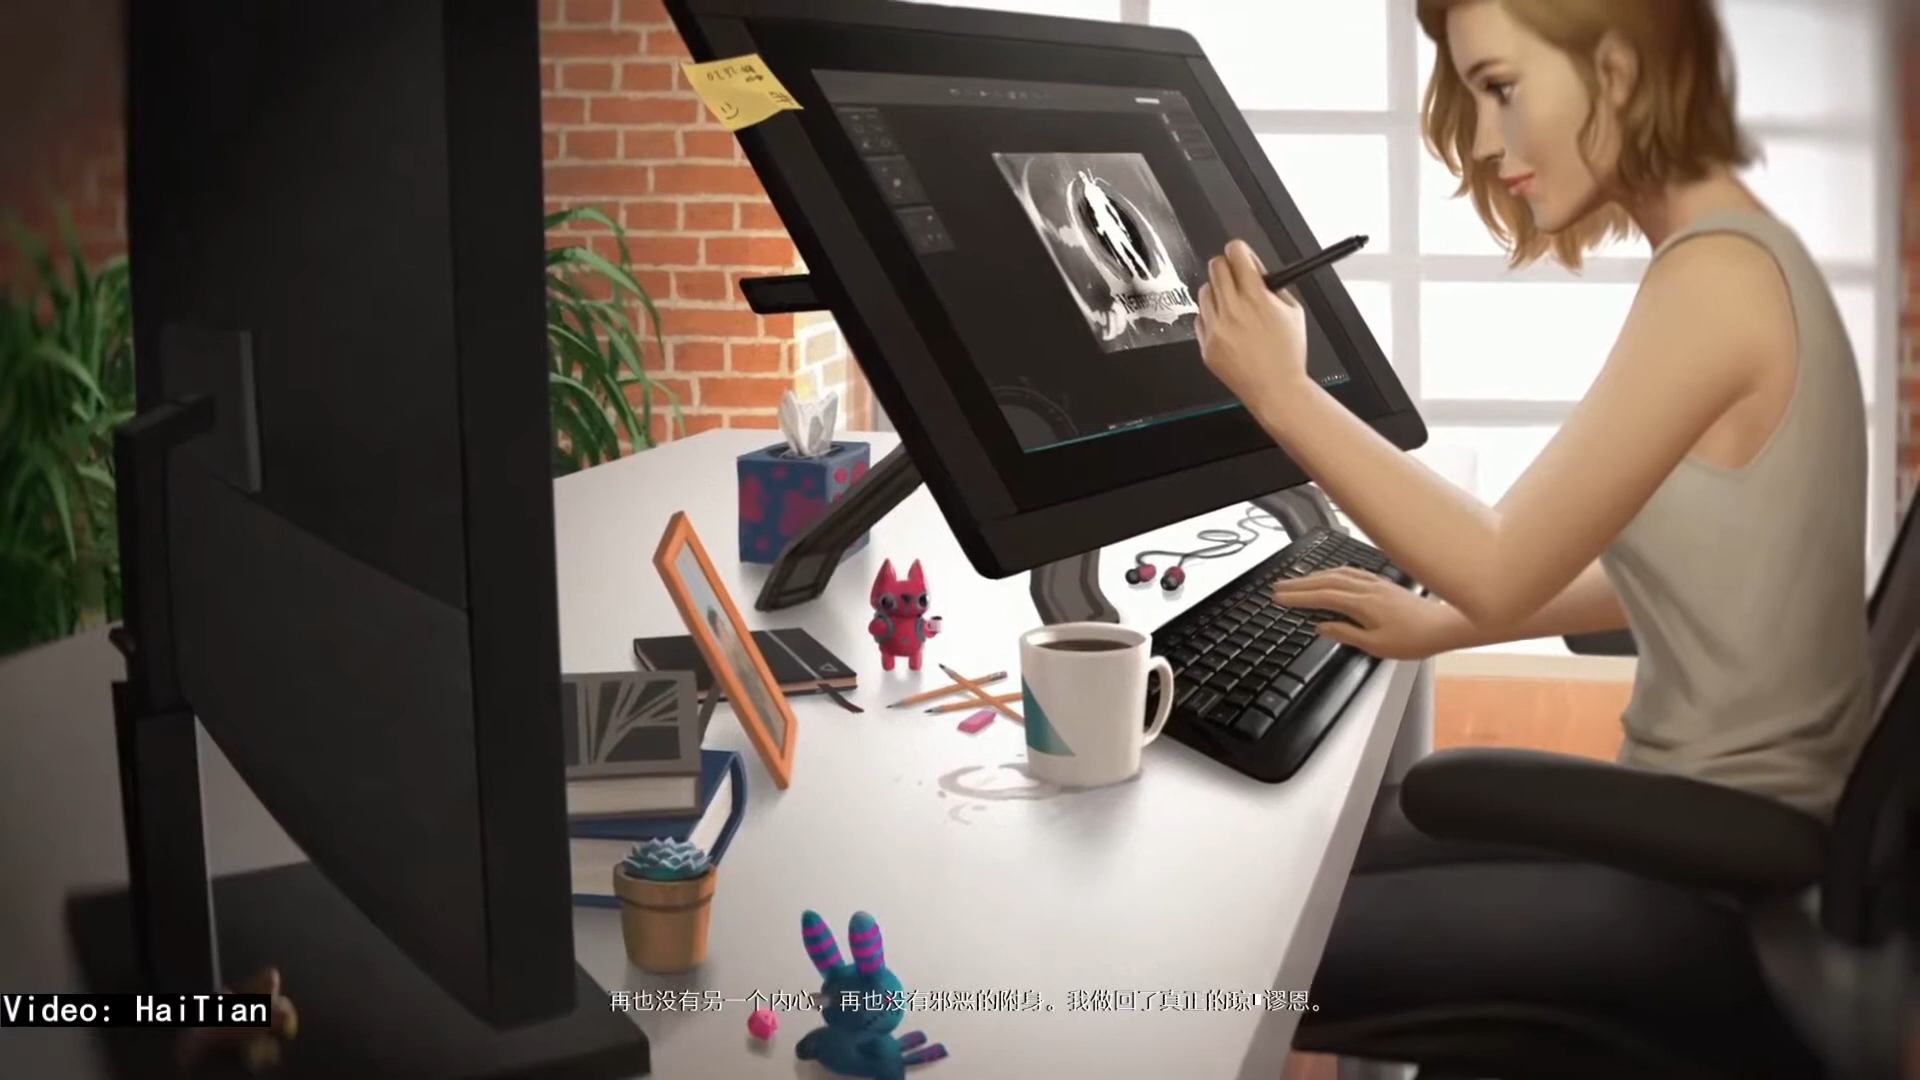 NETHERREALM
再也没有另一个内心，再也没有邪恶的附身。我做回了真正的琼·谬恩。
Video: HaiTian